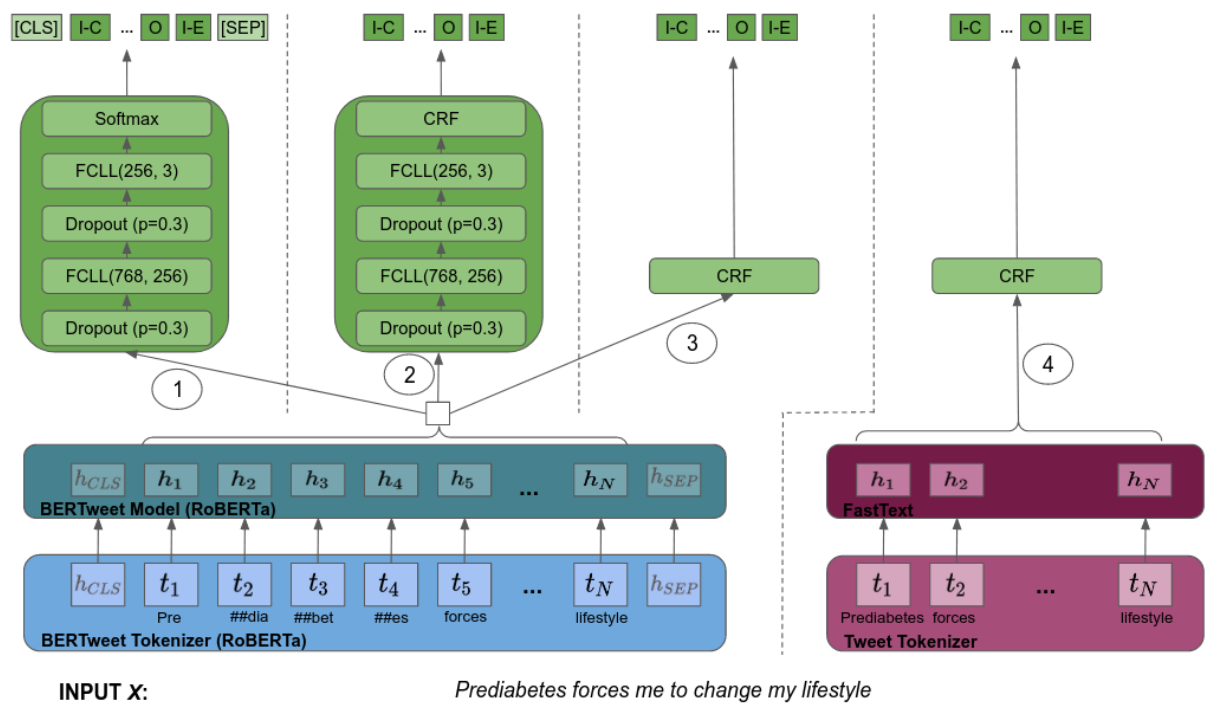 [CLS] I-C ... O I-E [SEP]
I-C ... O I-E
I-C ... O I-E
I-C ... O I-E
Softmax
FCLL(256, 3)
Dropout (p=0.3)
FCLL(768, 256)
Dropout (p=0.3)
CRF
FCLL(256, 3)
Dropout (p=0.3)
FCLL(768, 256)
Dropout (p=0.3)
CRF
CRF
1
2
3
4
h_{CLS} h_1 h_2 h_3 h_4 h_5 ... h_N h_{SEP}
BERTweet Model (RoBERTa)
h_{CLS} t_1 t_2 t_3 t_4 t_5 ... t_N h_{SEP}
Pre ##dia ##bet ##es forces lifestyle
BERTweet Tokenizer (RoBERTa)
h_1 h_2 h_N
FastText
t_1 t_2 ... t_N
Prediabetes forces lifestyle
Tweet Tokenizer
INPUT X: Prediabetes forces me to change my lifestyle